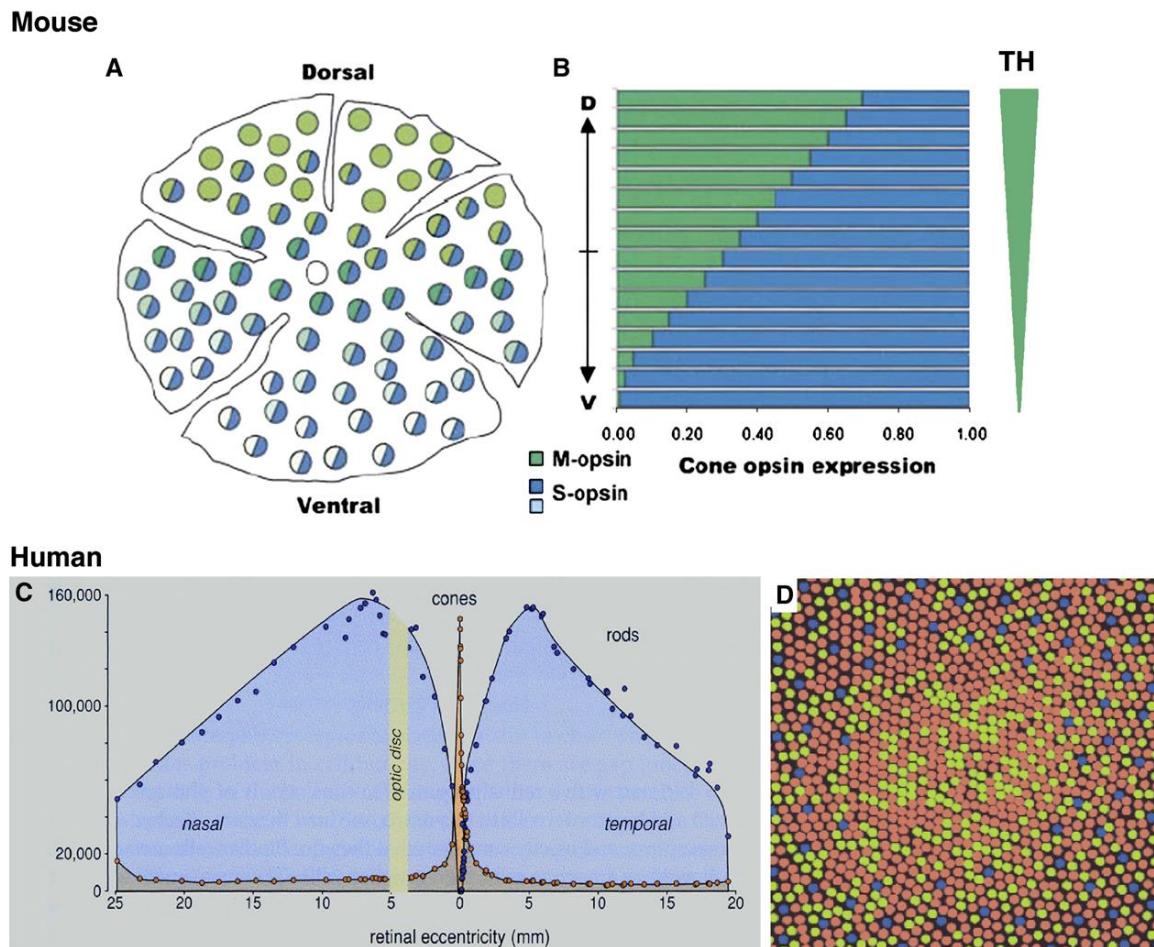 Mouse
A
Dorsal
Ventral
B
TH
D
V
0.00 0.20 0.40 0.60 0.80 1.00
Cone opsin expression
M-opsin
S-opsin
Human
C
160,000
100,000
20,000
0
cones
rods
optic disc
nasal
temporal
25 20 15 10 5 0 5 10 15 20
retinal eccentricity (mm)
D